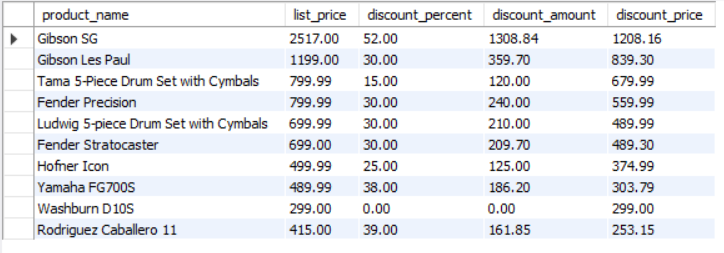 product_name list_price discount_percent discount_amount discount_price
Gibson SG 2517.00 52.00 1308.84 1208.16
Gibson Les Paul 1199.00 30.00 359.70 839.30
Tama 5-Piece Drum Set with Cymbals 799.99 15.00 120.00 679.99
Fender Precision 799.99 30.00 240.00 559.99
Ludwig 5-piece Drum Set with Cymbals 699.99 30.00 210.00 489.99
Fender Stratocaster 699.00 30.00 209.70 489.30
Hofner Icon 499.99 25.00 125.00 374.99
Yamaha FG700S 489.99 38.00 186.20 303.79
Washburn D10S 299.00 0.00 0.00 299.00
Rodriguez Caballero 11 415.00 39.00 161.85 253.15